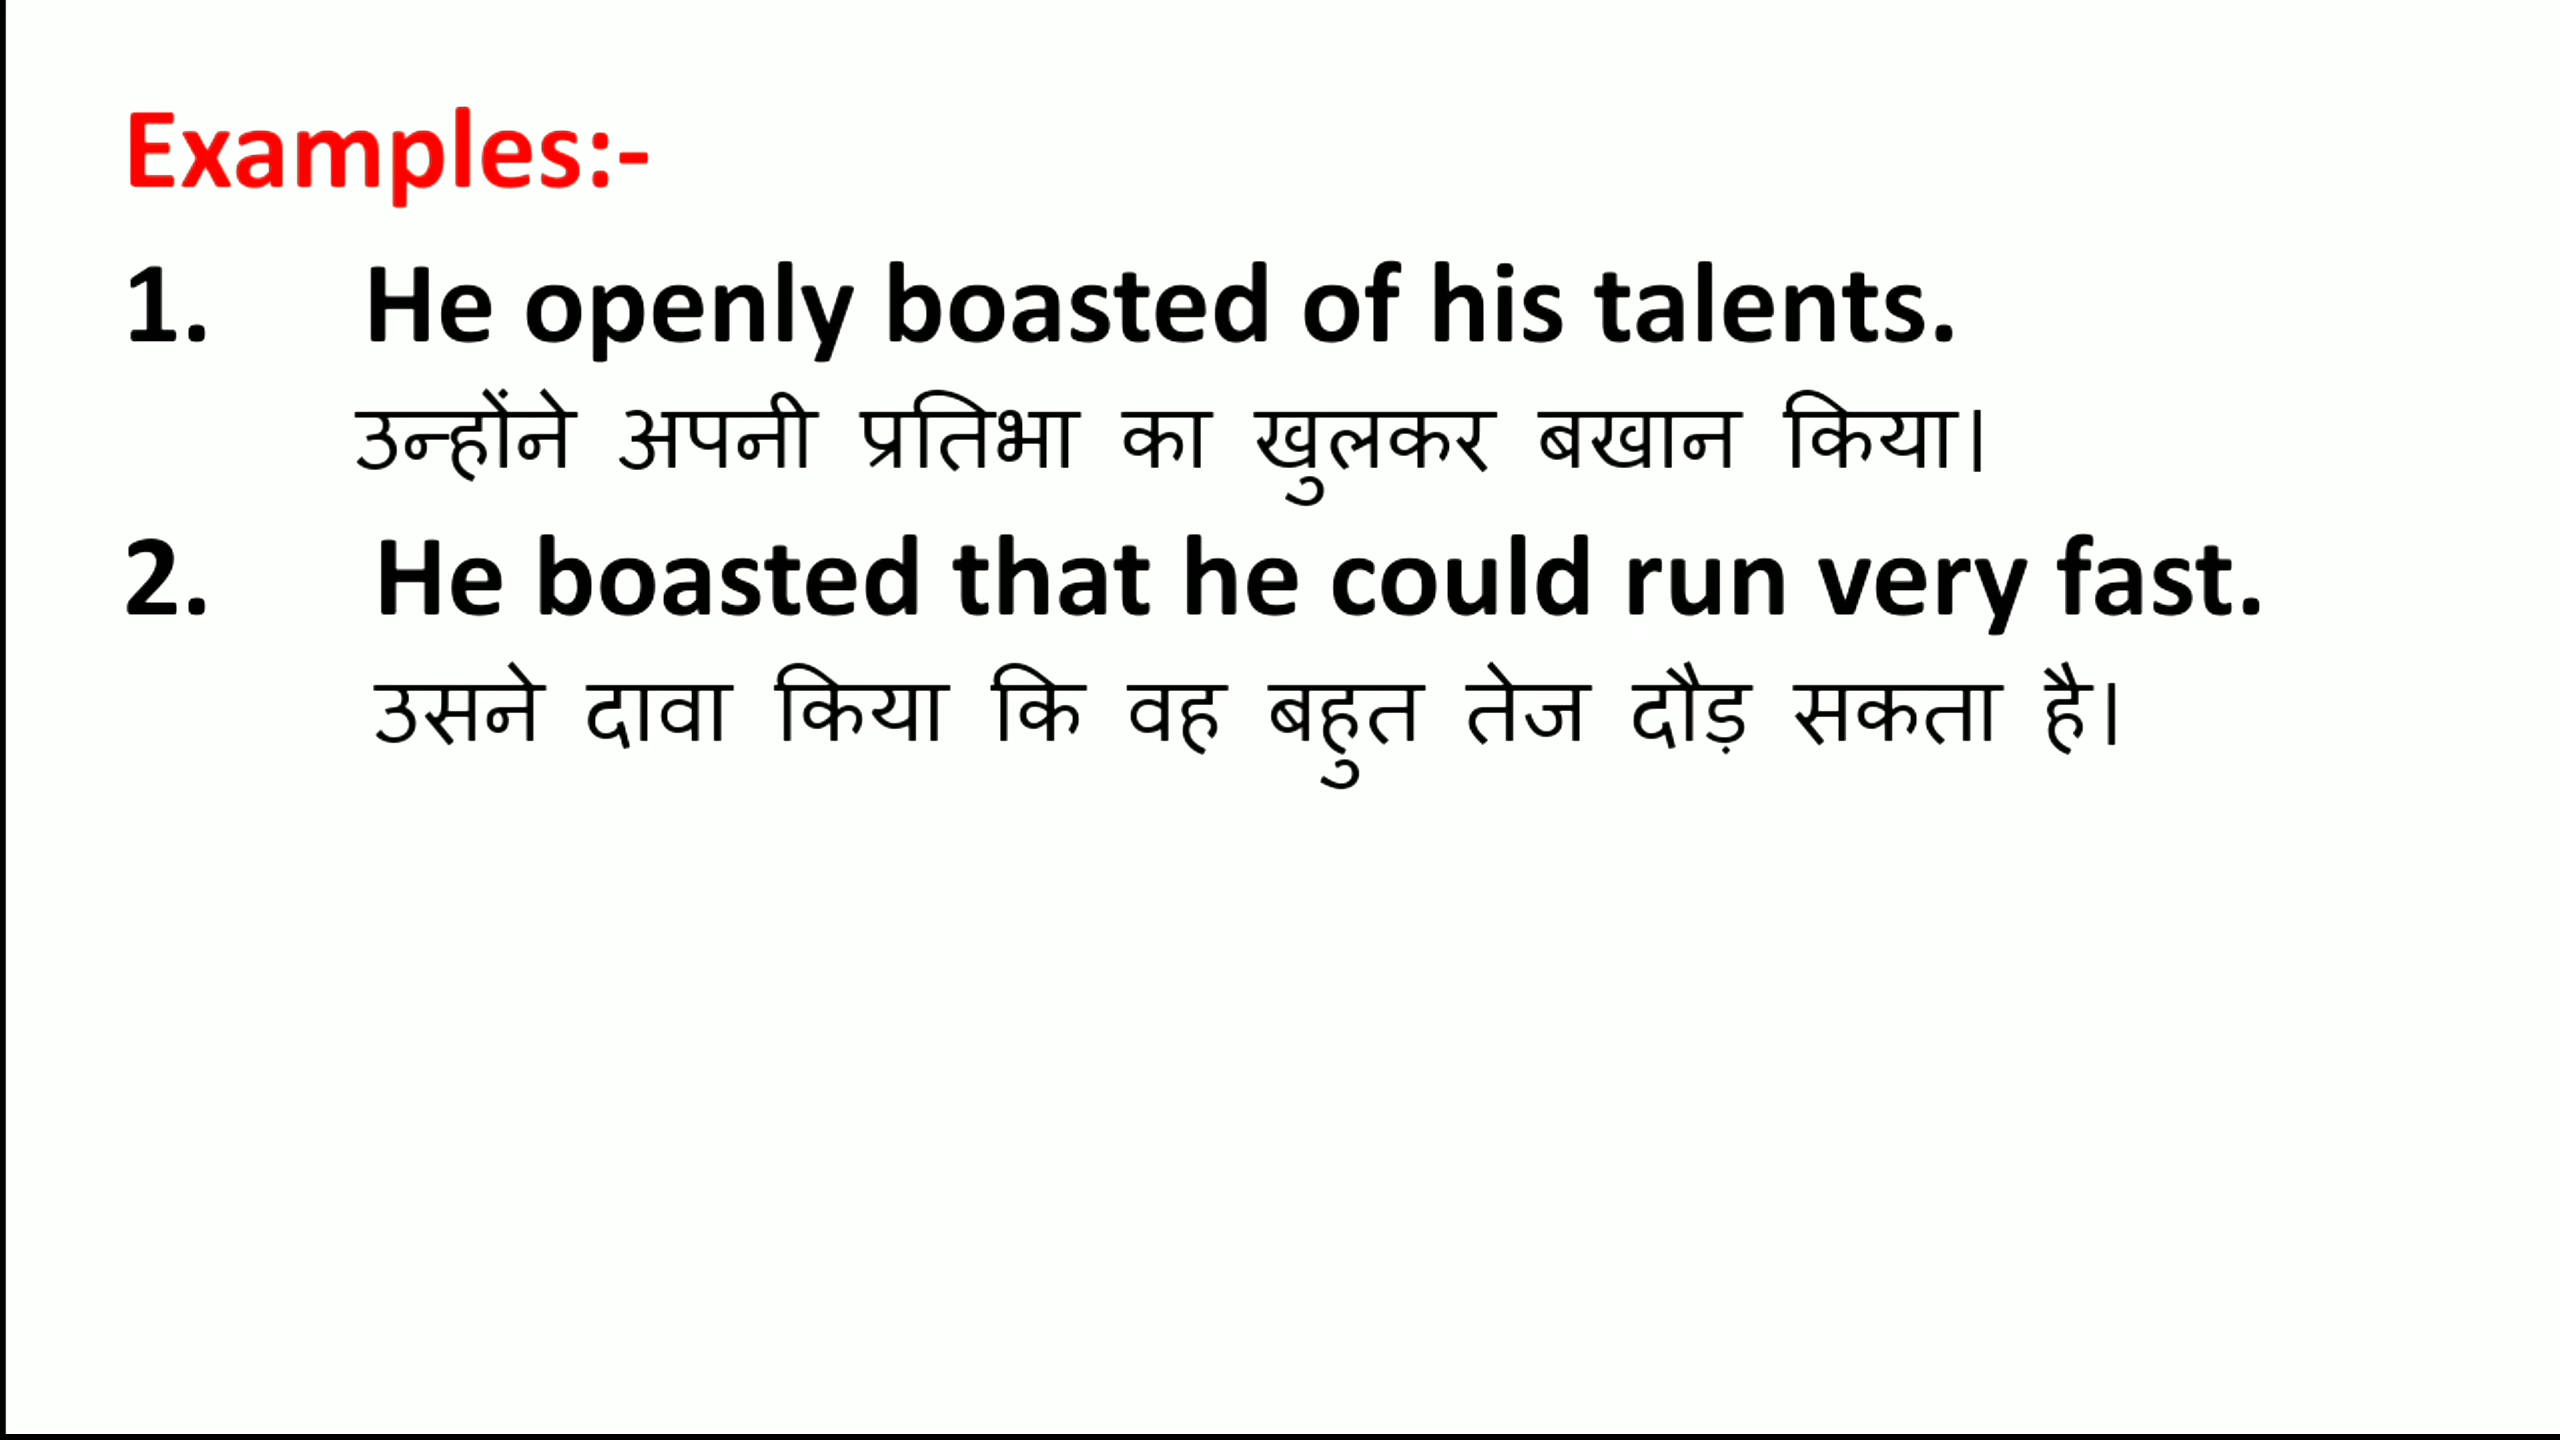 Examples:-
1. He openly boasted of his talents.
उन्होंने अपनी प्रतिभा का खुलकर बखान किया।
2. He boasted that he could run very fast.
उसने दावा किया कि वह बहुत तेज दौड़ सकता है।